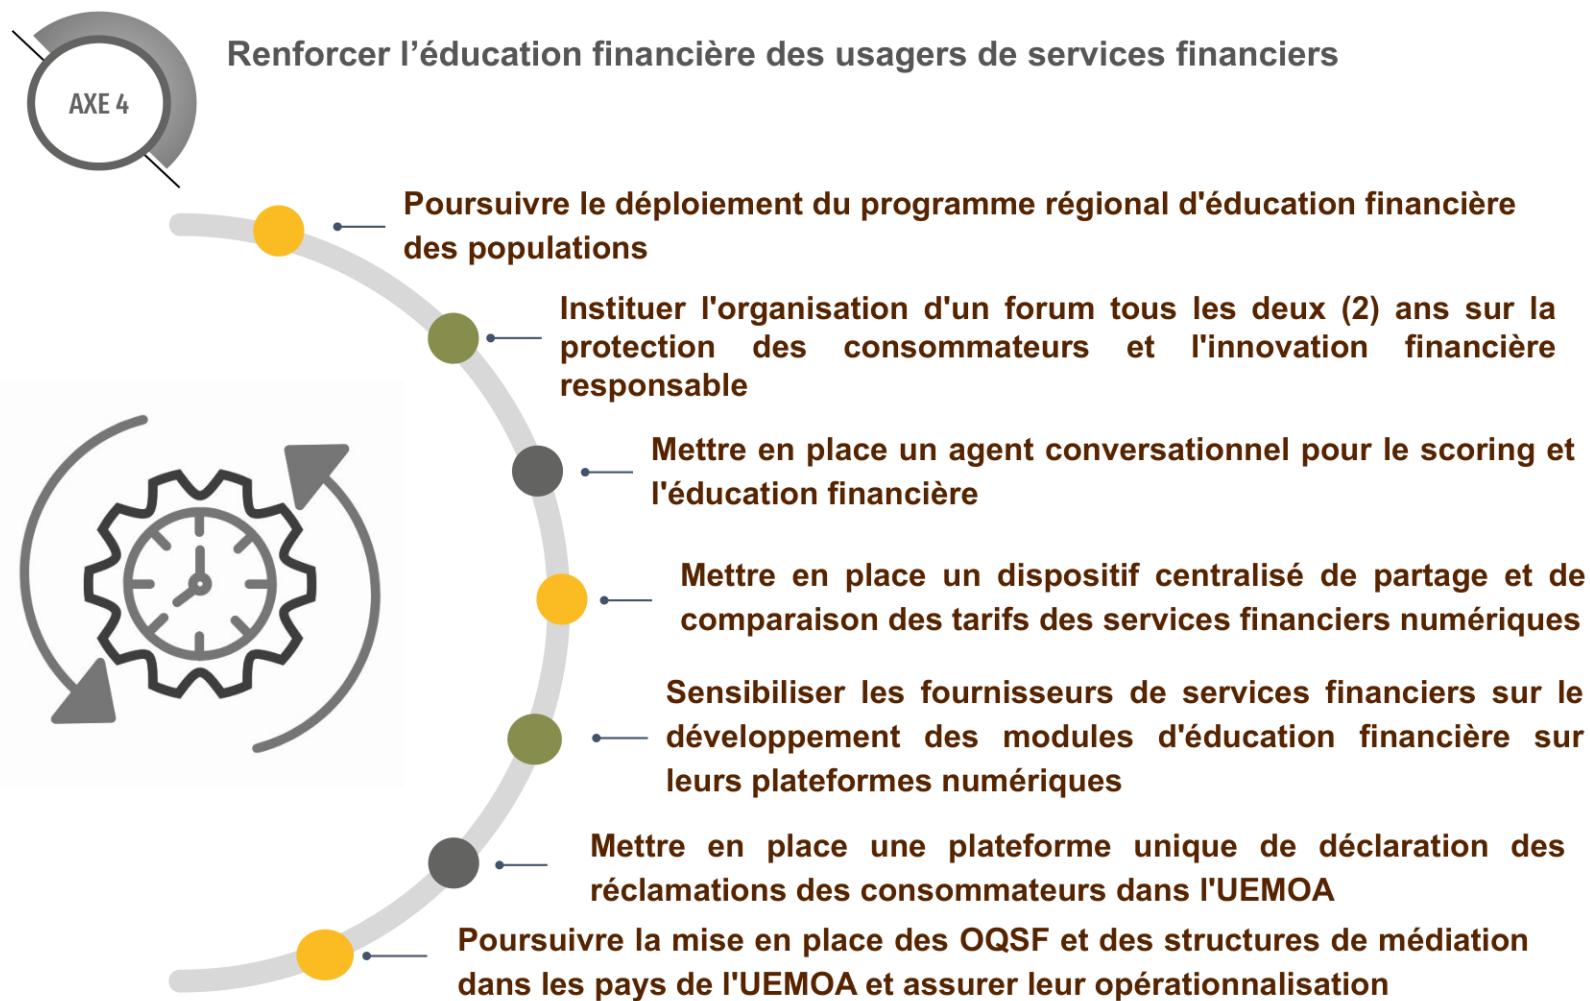 Renforcer l’éducation financière des usagers de services financiers
AXE 4
Poursuivre le déploiement du programme régional d'éducation financière
des populations
Instituer l'organisation d'un forum tous les deux (2) ans sur la
protection des consommateurs et l'innovation financière
responsable
Mettre en place un agent conversationnel pour le scoring et
l'éducation financière
Mettre en place un dispositif centralisé de partage et de
comparaison des tarifs des services financiers numériques
Sensibiliser les fournisseurs de services financiers sur le
développement des modules d'éducation financière sur
leurs plateformes numériques
Mettre en place une plateforme unique de déclaration des
réclamations des consommateurs dans l'UEMOA
Poursuivre la mise en place des OQSF et des structures de médiation
dans les pays de l'UEMOA et assurer leur opérationnalisation